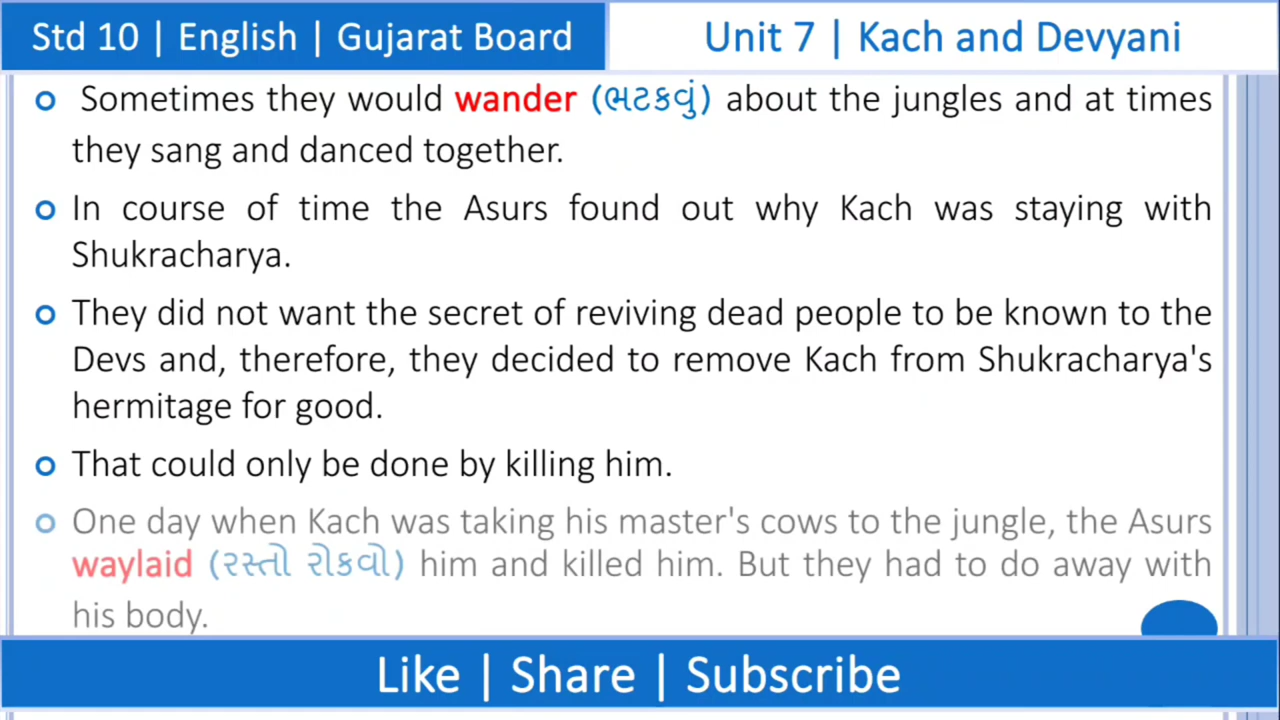 Std 10 | English | Gujarat Board
Unit 7 | Kach and Devyani
Sometimes they would wander (ભટકવું) about the jungles and at times
they sang and danced together.
In course of time the Asurs found out why Kach was staying with
Shukracharya.
They did not want the secret of reviving dead people to be known to the
Devs and, therefore, they decided to remove Kach from Shukracharya's
hermitage for good.
That could only be done by killing him.
One day when Kach was taking his master's cows to the jungle, the Asurs
waylaid (રસ્તો રોકવો) him and killed him. But they had to do away with
his body.
Like | Share | Subscribe